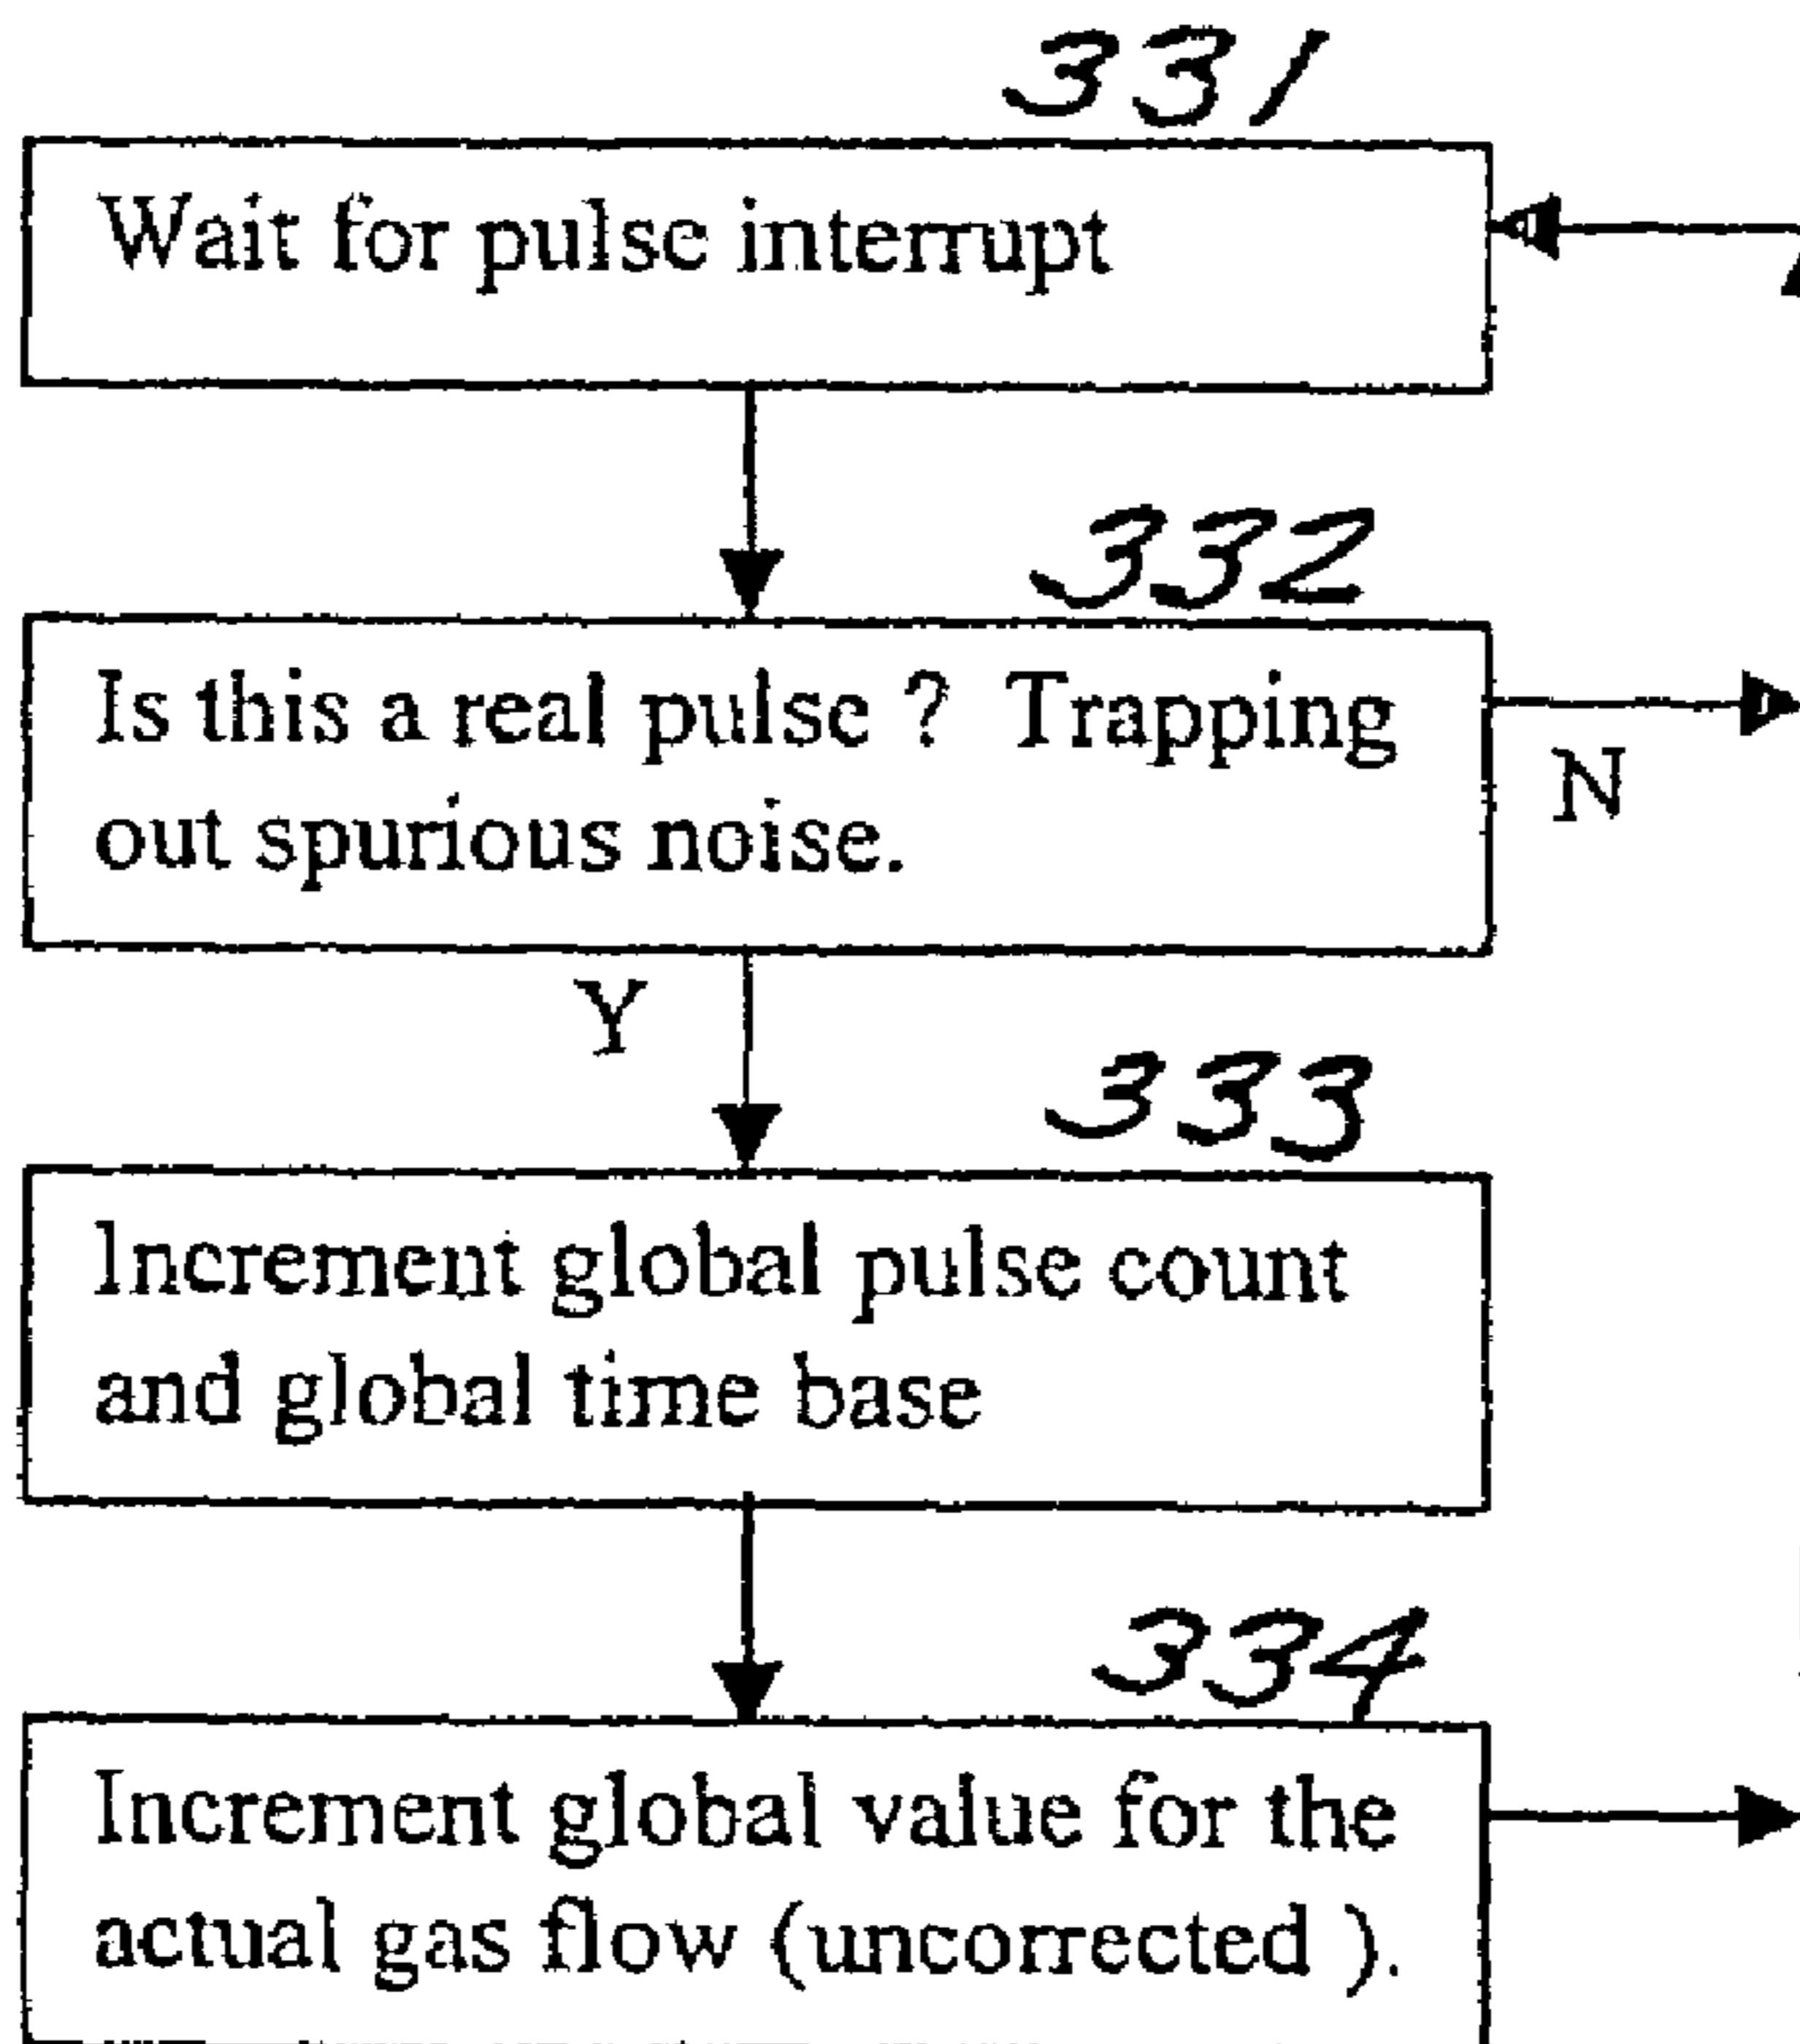 331
Wait for pulse interrupt
332
Is this a real pulse ? Trapping
out spurious noise.
N
Y
333
Increment global pulse count
and global time base
334
Increment global value for the
actual gas flow (uncorrected ).